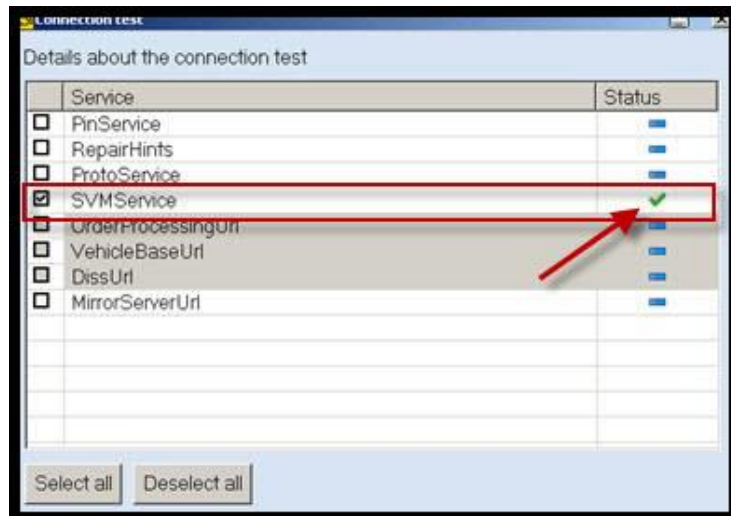 Connection test
Details about the connection test
Service Status
PinService
RepairHints
ProtoService
SVMService
OrderProcessingUrl
VehicleBaseUrl
DissUrl
MirrorServerUrl
Select all Deselect all